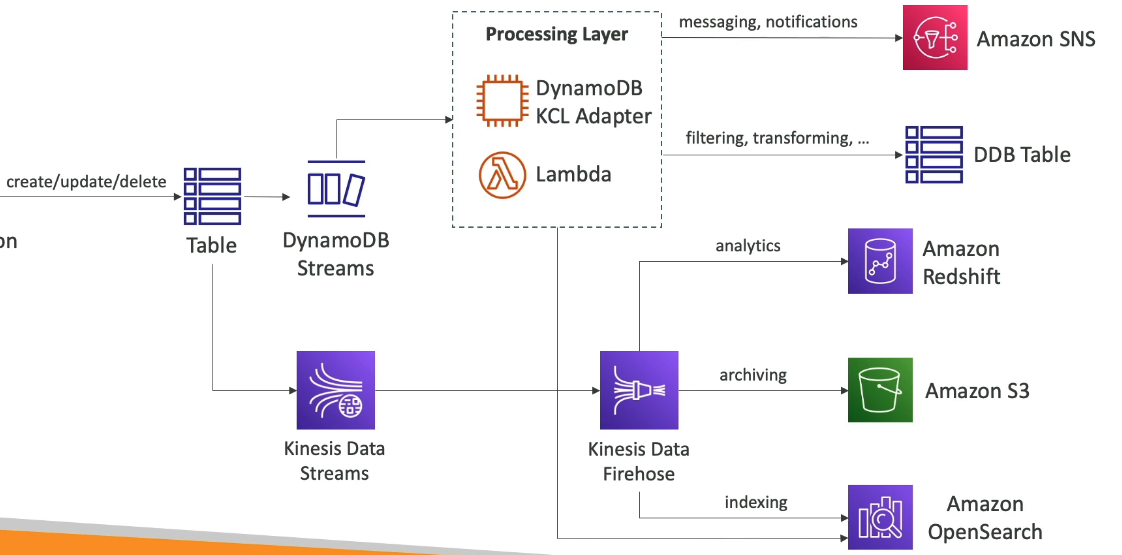 Processing Layer
messaging, notifications
Amazon SNS
DynamoDB
KCL Adapter
filtering, transforming, ...
DDB Table
Lambda
create/update/delete
on
Table
DynamoDB
Streams
analytics
Amazon
Redshift
archiving
Amazon S3
Kinesis Data
Streams
Kinesis Data
Firehose
indexing
Amazon
OpenSearch